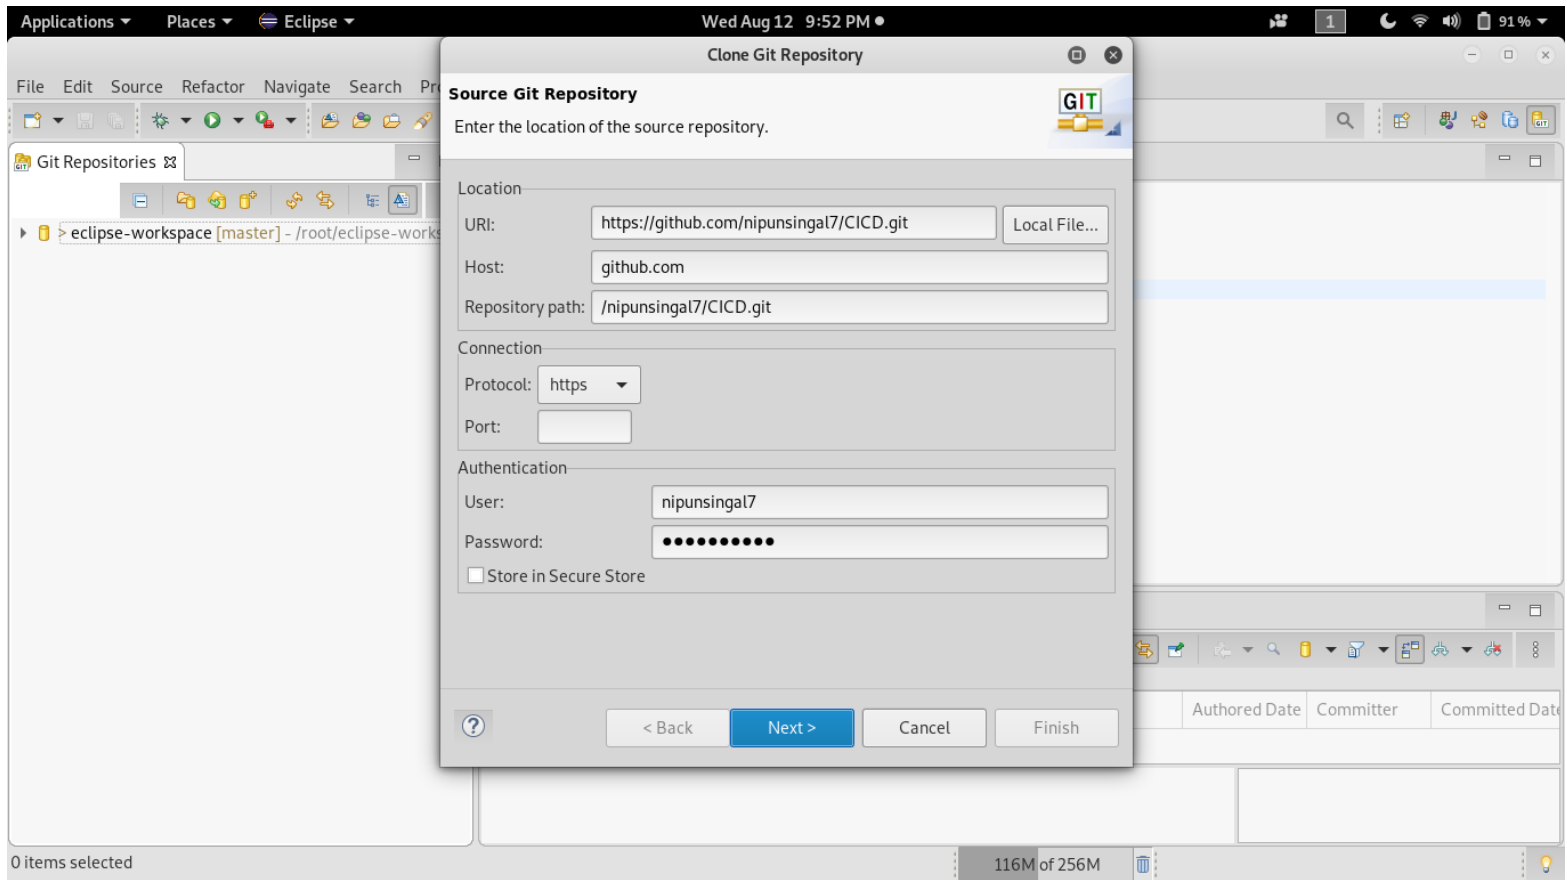 Applications Places Eclipse Wed Aug 12 9:52 PM 1 91%
Clone Git Repository
File Edit Source Refactor Navigate Search
Source Git Repository
GIT
Enter the location of the source repository.
Git Repositories
> eclipse-workspace [master] - /root/eclipse-works
Location
URI: https://github.com/nipunsingal7/CICD.git Local File...
Host: github.com
Repository path: /nipunsingal7/CICD.git
Connection
Protocol: https
Port:
Authentication
User: nipunsingal7
Password: ●●●●●●●●●●
Store in Secure Store
Authored Date Committer Committed Date
? < Back Next > Cancel Finish
0 items selected 116M of 256M